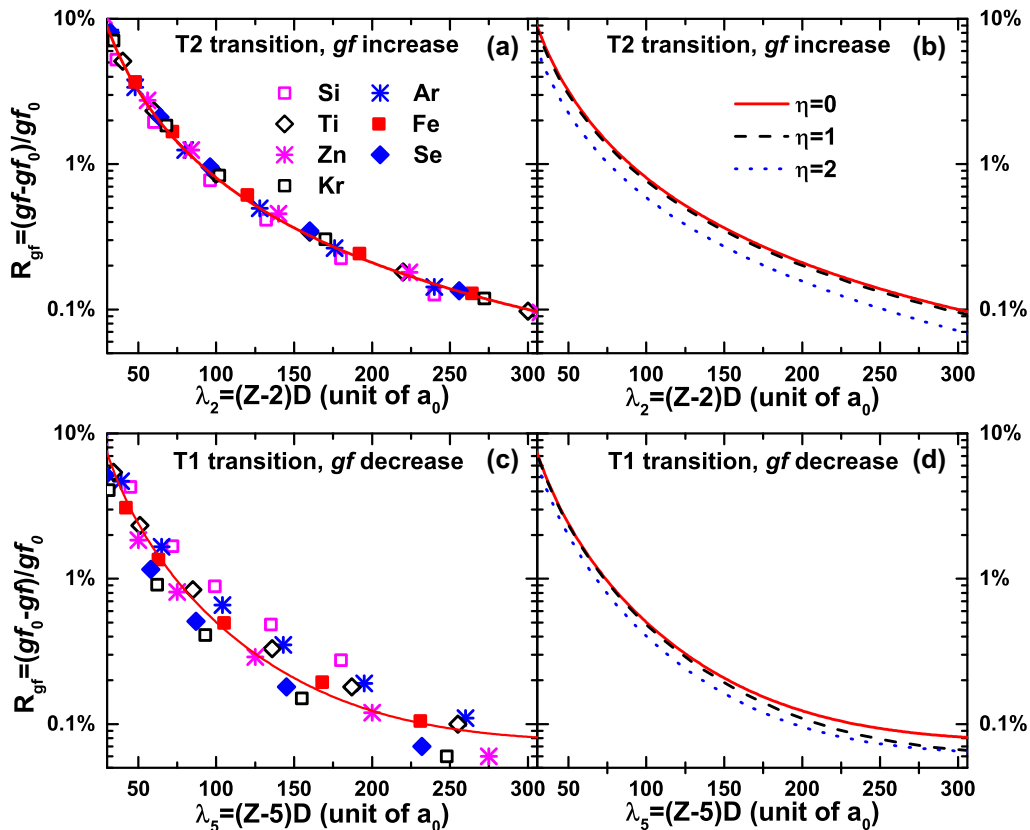 10%
1%
0.1%
R_gf=(gf-gf_0)/gf_0
T2 transition, gf increase
(a)
Si
Ar
Ti
Fe
Zn
Se
Kr
50 100 150 200 250 300
λ_2=(Z-2)D (unit of a_0)
T2 transition, gf increase
(b)
η=0
η=1
η=2
10%
1%
0.1%
50 100 150 200 250 300
λ_2=(Z-2)D (unit of a_0)
10%
1%
0.1%
R_gf=(gf_0-gf)/gf_0
T1 transition, gf decrease
(c)
50 100 150 200 250 300
λ_5=(Z-5)D (unit of a_0)
T1 transition, gf decrease
(d)
10%
1%
0.1%
50 100 150 200 250 300
λ_5=(Z-5)D (unit of a_0)